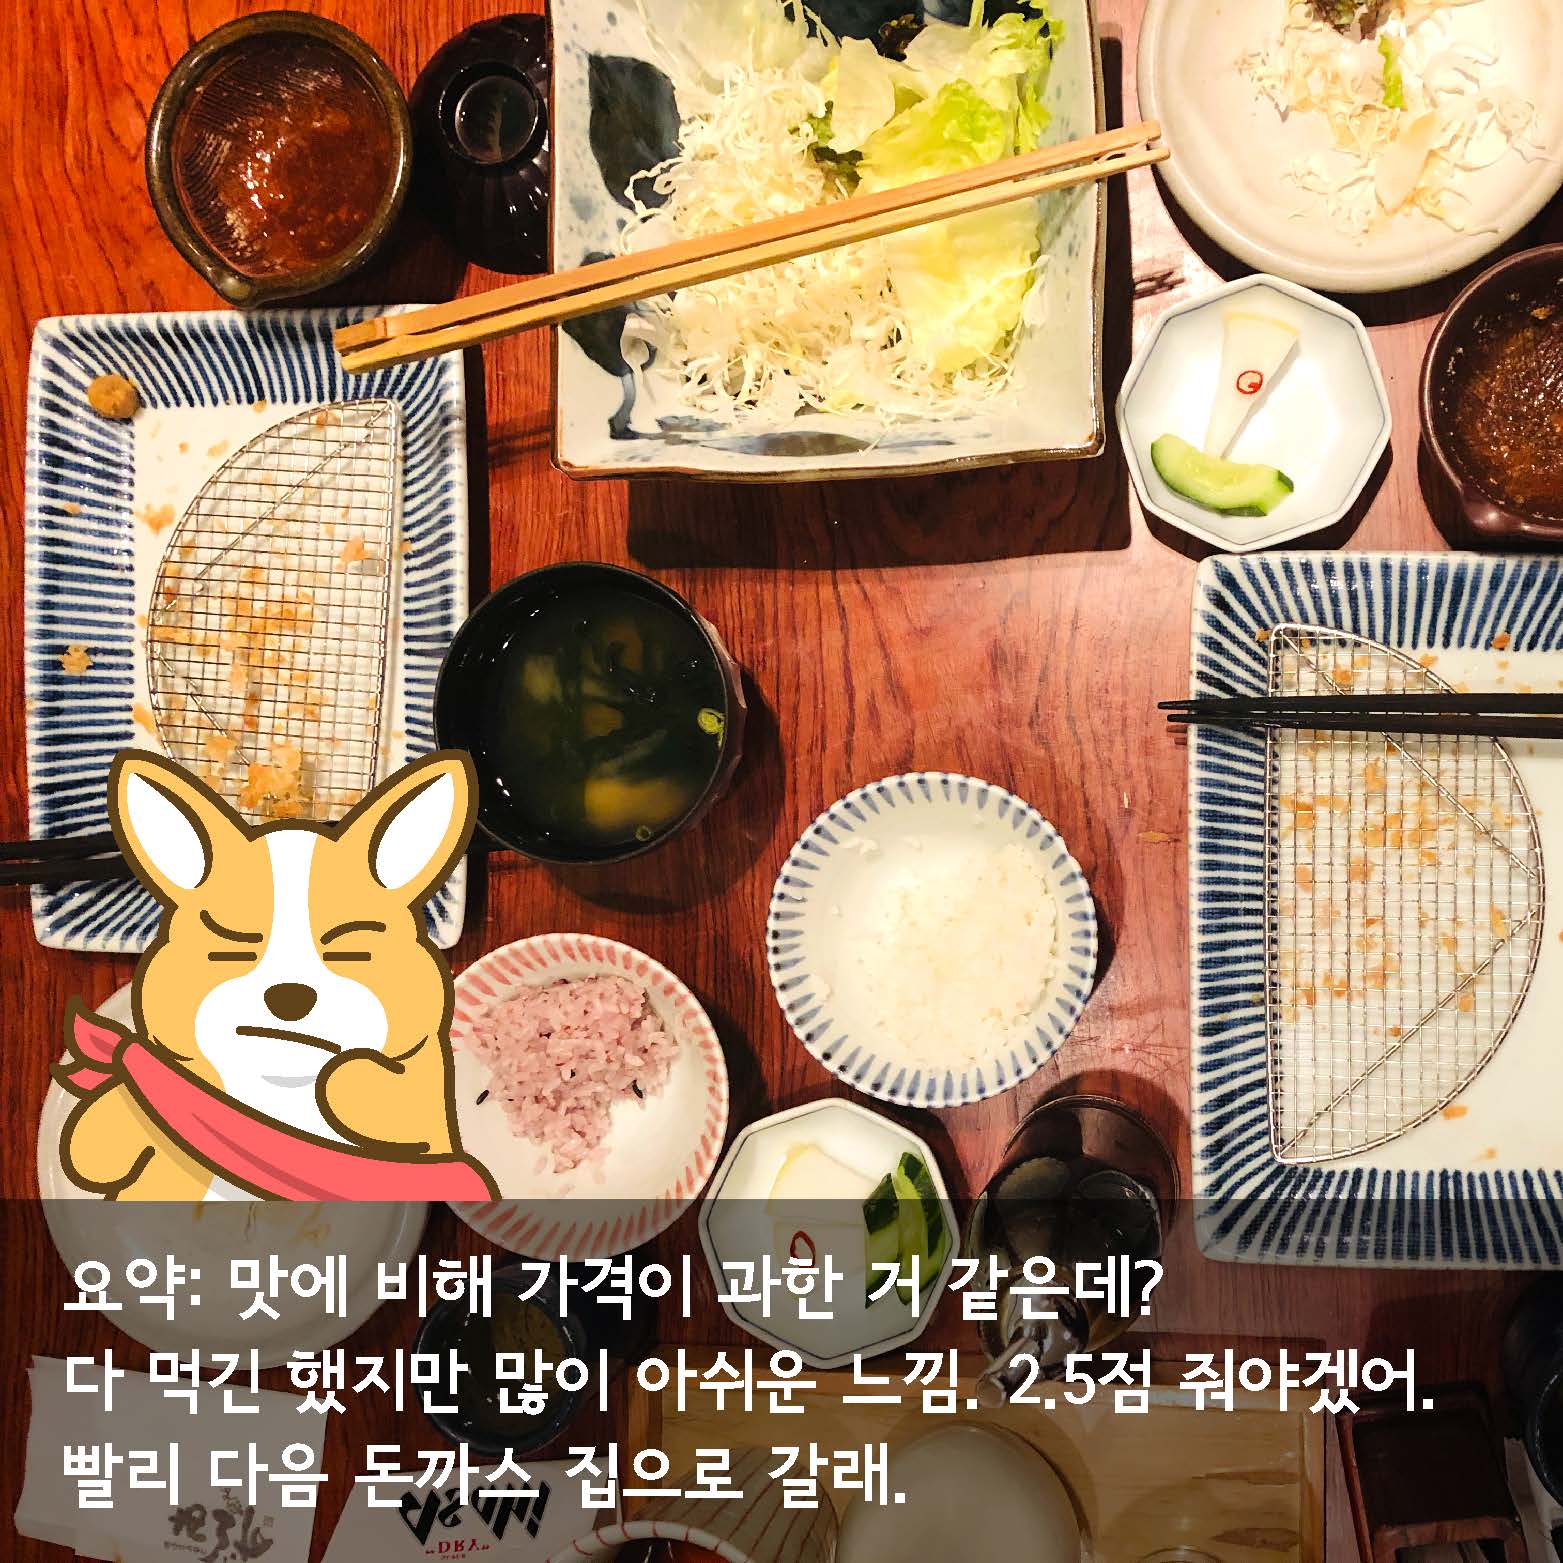 요약: 맛에 비해 가격이 과한 거 같은데?
다 먹긴 했지만 많이 아쉬운 느낌. 2.5점 줘야겠어.
빨리 다음 돈까스 집으로 갈래.
"DRY"